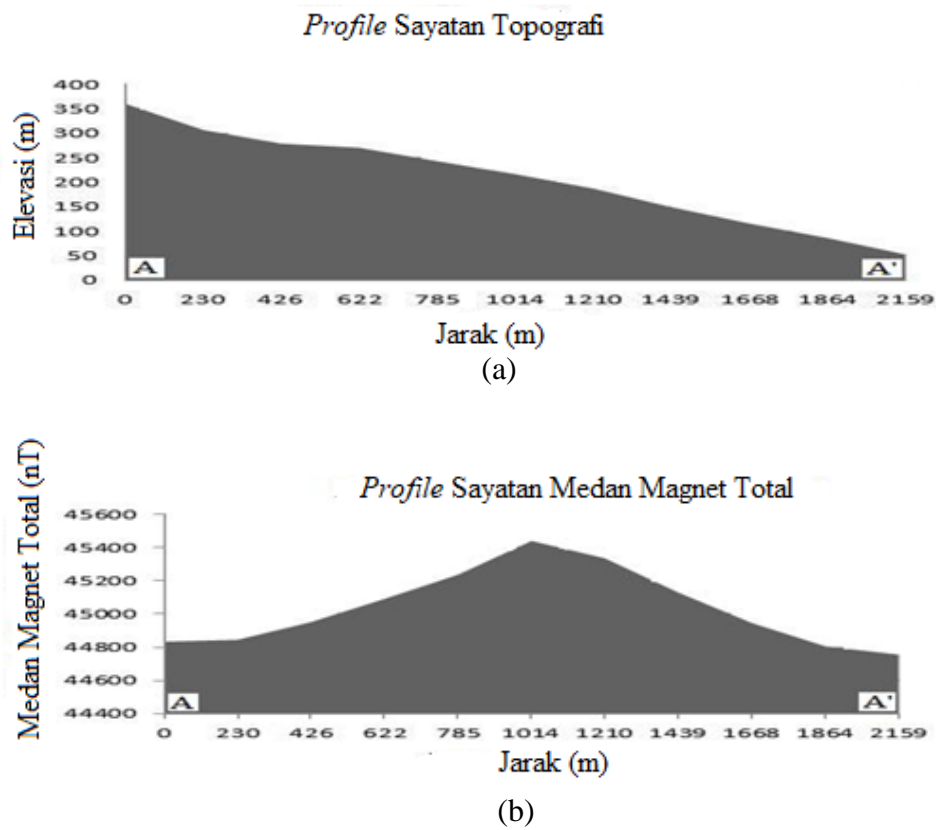 Profile Sayatan Topografi
Elevasi (m)
400
350
300
250
200
150
100
50
0
A
A'
0 230 426 622 785 1014 1210 1439 1668 1864 2159
Jarak (m)
(a)
Profile Sayatan Medan Magnet Total
Medan Magnet Total (nT)
45600
45400
45200
45000
44800
44600
44400
A
A'
0 230 426 622 785 1014 1210 1439 1668 1864 2159
Jarak (m)
(b)